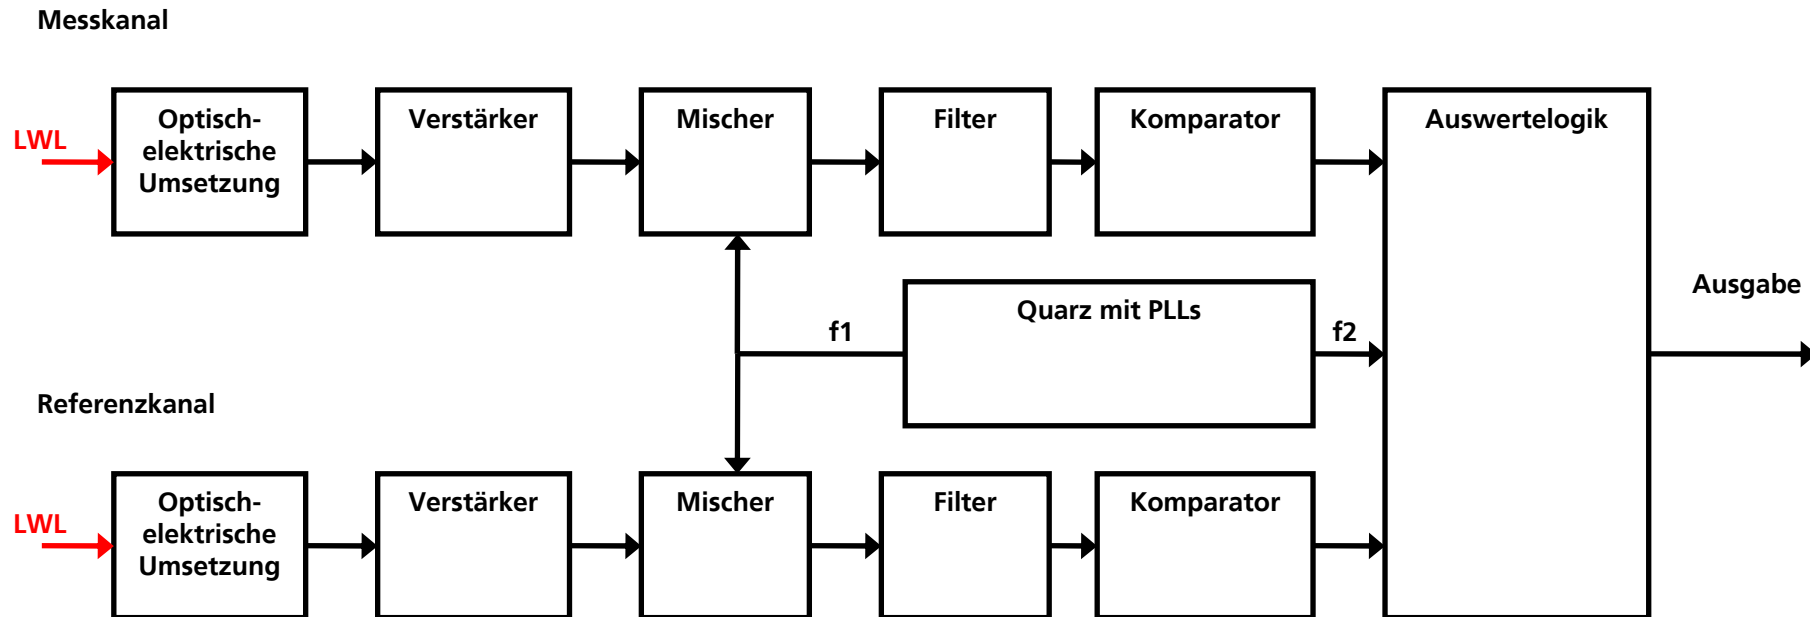 Messkanal
LWL
Optisch-
elektrische
Umsetzung
Verstärker
Mischer
Filter
Komparator
Auswertelogik
Quarz mit PLLs
f1
f2
Ausgabe
Referenzkanal
LWL
Optisch-
elektrische
Umsetzung
Verstärker
Mischer
Filter
Komparator